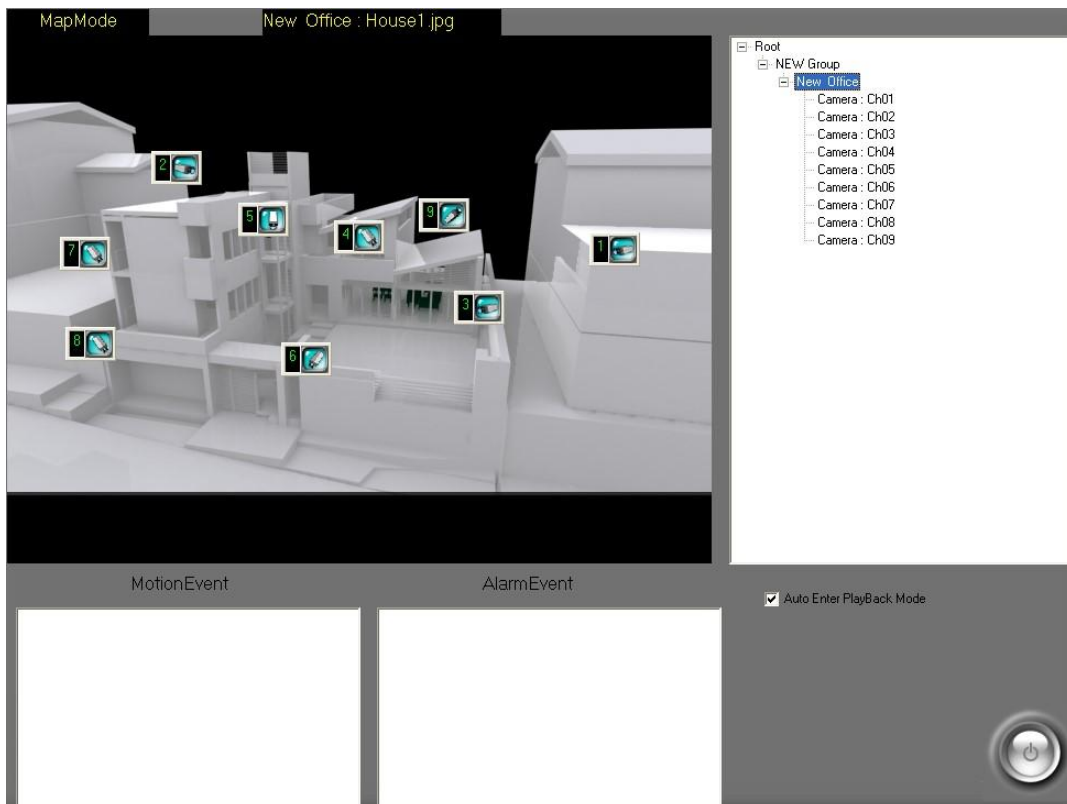 MapMode
New Office : House1.jpg
Root
NEW Group
New Office
Camera : Ch01
Camera : Ch02
Camera : Ch03
Camera : Ch04
Camera : Ch05
Camera : Ch06
Camera : Ch07
Camera : Ch08
Camera : Ch09
2
5
4
9
7
1
3
8
6
MotionEvent
AlarmEvent
Auto Enter PlayBack Mode